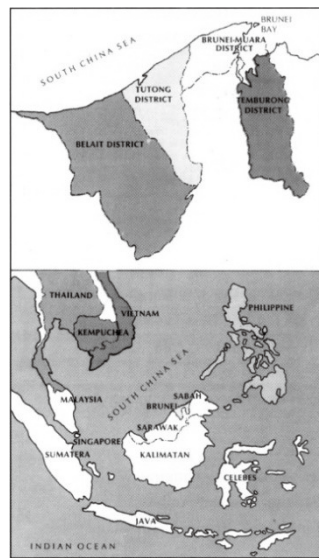 BRUNEI
BAY
BRUNEI-MUARA
DISTRICT
SOUTH CHINA SEA
TUTONG
DISTRICT
TEMBURONG
DISTRICT
BELAIT DISTRICT
THAILAND
VIETNAM
KEMPUCHEA
PHILIPPINE
MALAYSIA
SOUTH CHINA SEA
SABAH
BRUNEI
SARAWAK
SINGAPORE
SUMATERA
KALIMATAN
CELEBES
JAVA
INDIAN OCEAN